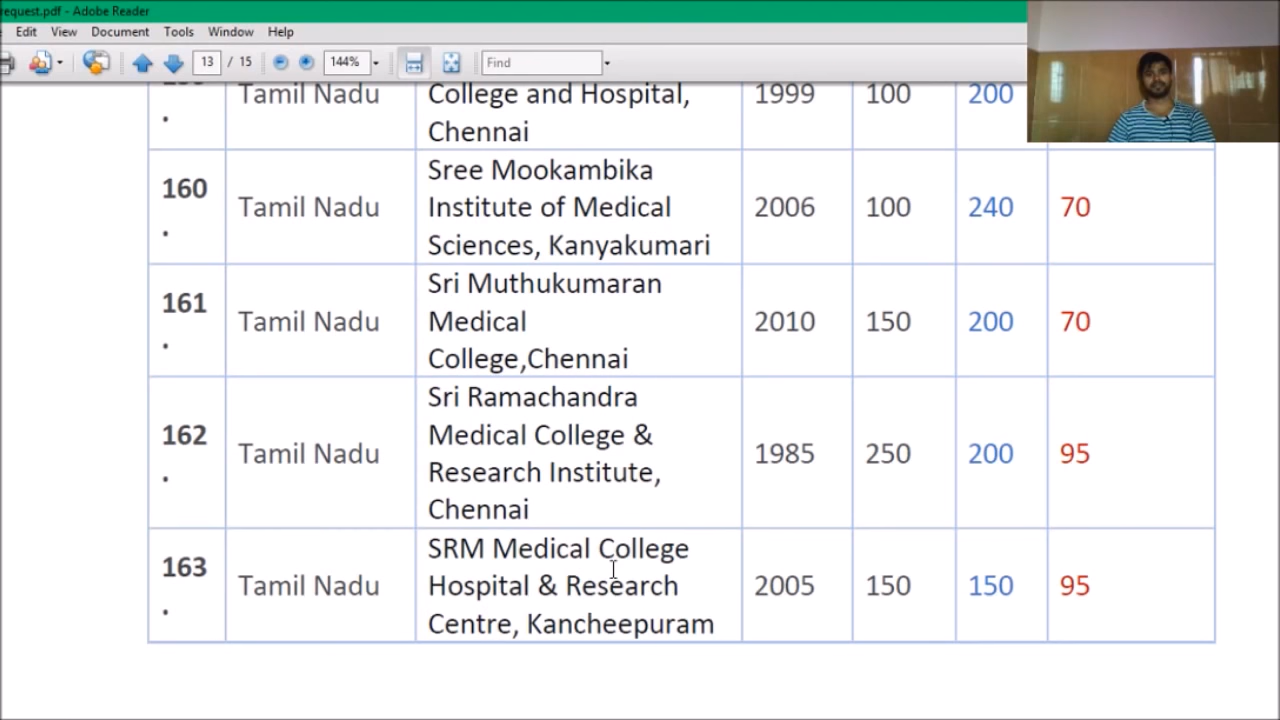 request.pdf - Adobe Reader
Edit View Document Tools Window Help
13 / 15 144% Find
Tamil Nadu College and Hospital, 1999 100 200
.
Chennai
Sree Mookambika
160
Tamil Nadu Institute of Medical 2006 100 240 70
.
Sciences, Kanyakumari
Sri Muthukumaran
161
Tamil Nadu Medical 2010 150 200 70
.
College,Chennai
Sri Ramachandra
162 Medical College &
Tamil Nadu 1985 250 200 95
. Research Institute,
Chennai
SRM Medical College
163
Tamil Nadu Hospital & Research 2005 150 150 95
.
Centre, Kancheepuram